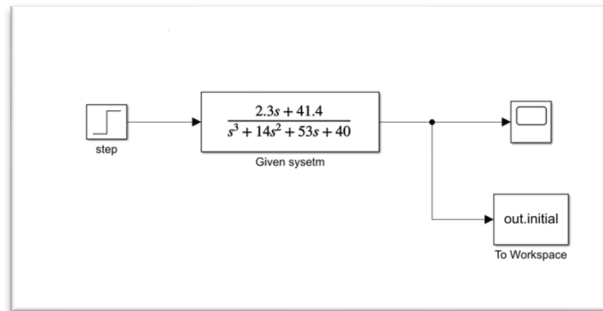 2.3s + 41.4
s³ + 14s² + 53s + 40
step
Given sysetm
out.initial
To Workspace